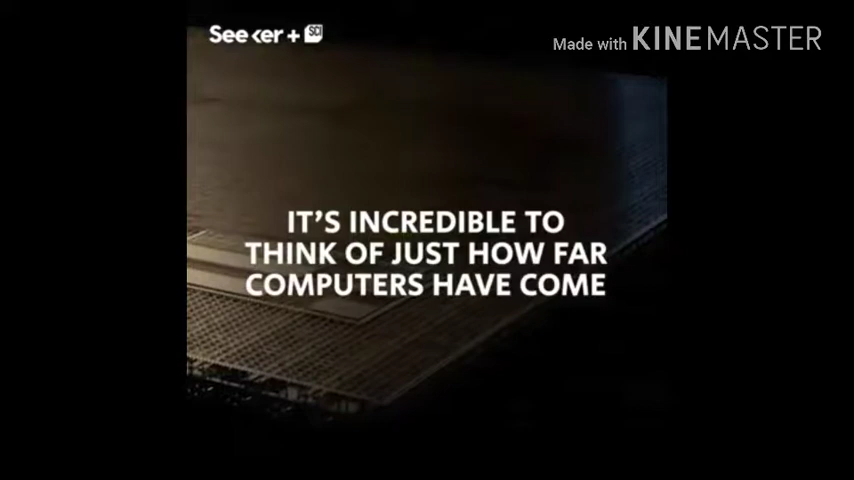 Seeker + SCI
Made with KINEMASTER
IT'S INCREDIBLE TO
THINK OF JUST HOW FAR
COMPUTERS HAVE COME